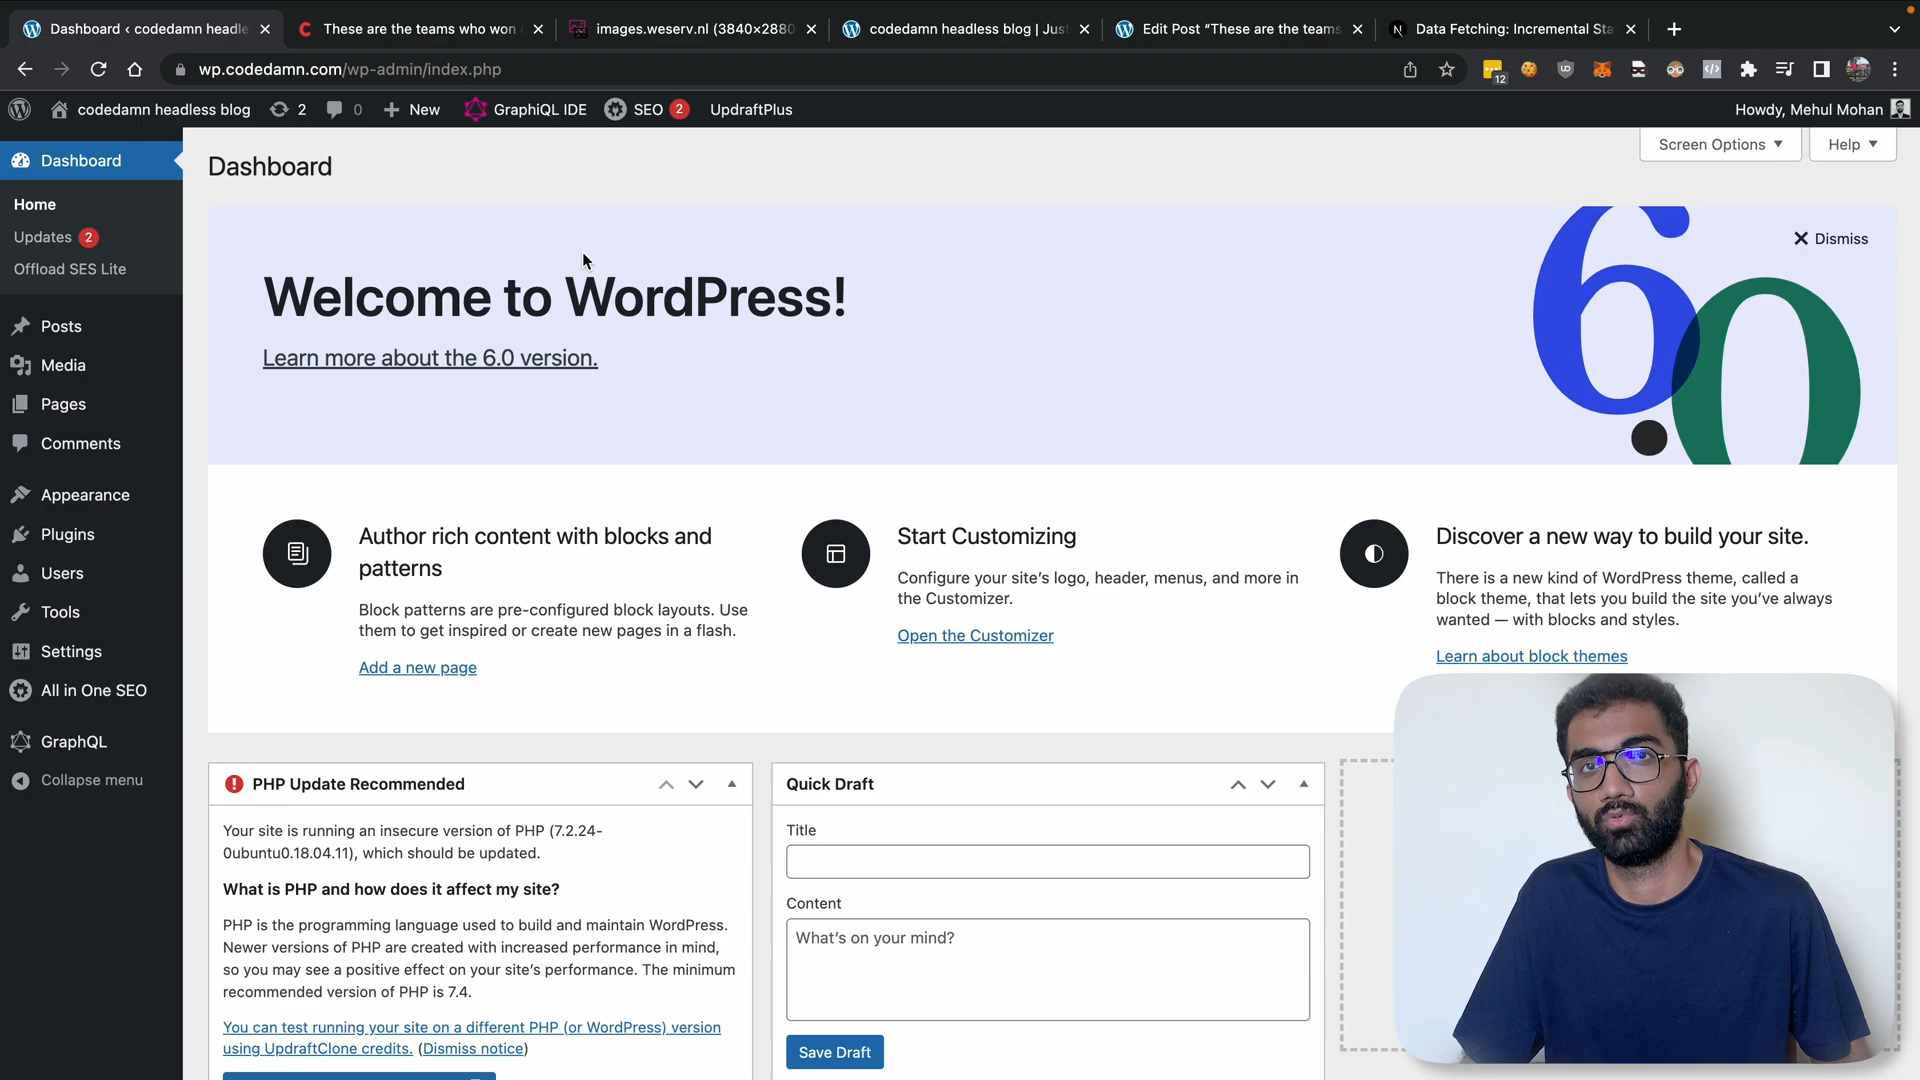 Dashboard ‹ codedamn headle
These are the teams who won
images.weserv.nl (3840×2880
codedamn headless blog | Just
Edit Post “These are the teams
Data Fetching: Incremental Sta
wp.codedamn.com/wp-admin/index.php
12
codedamn headless blog
2
0
New
GraphiQL IDE
SEO 2
UpdraftPlus
Howdy, Mehul Mohan
Dashboard
Home
Updates 2
Offload SES Lite
Posts
Media
Pages
Comments
Appearance
Plugins
Users
Tools
Settings
All in One SEO
GraphQL
Collapse menu
Dashboard
Screen Options
Help
Welcome to WordPress!
Learn more about the 6.0 version.
Dismiss
6.0
Author rich content with blocks and
patterns
Block patterns are pre-configured block layouts. Use
them to get inspired or create new pages in a flash.
Add a new page
Start Customizing
Configure your site’s logo, header, menus, and more in
the Customizer.
Open the Customizer
Discover a new way to build your site.
There is a new kind of WordPress theme, called a
block theme, that lets you build the site you’ve always
wanted — with blocks and styles.
Learn about block themes
PHP Update Recommended
Your site is running an insecure version of PHP (7.2.24-
0ubuntu0.18.04.11), which should be updated.
What is PHP and how does it affect my site?
PHP is the programming language used to build and maintain WordPress.
Newer versions of PHP are created with increased performance in mind,
so you may see a positive effect on your site’s performance. The minimum
recommended version of PHP is 7.4.
You can test running your site on a different PHP (or WordPress) version
using UpdraftClone credits. (Dismiss notice)
Quick Draft
Title
Content
What’s on your mind?
Save Draft